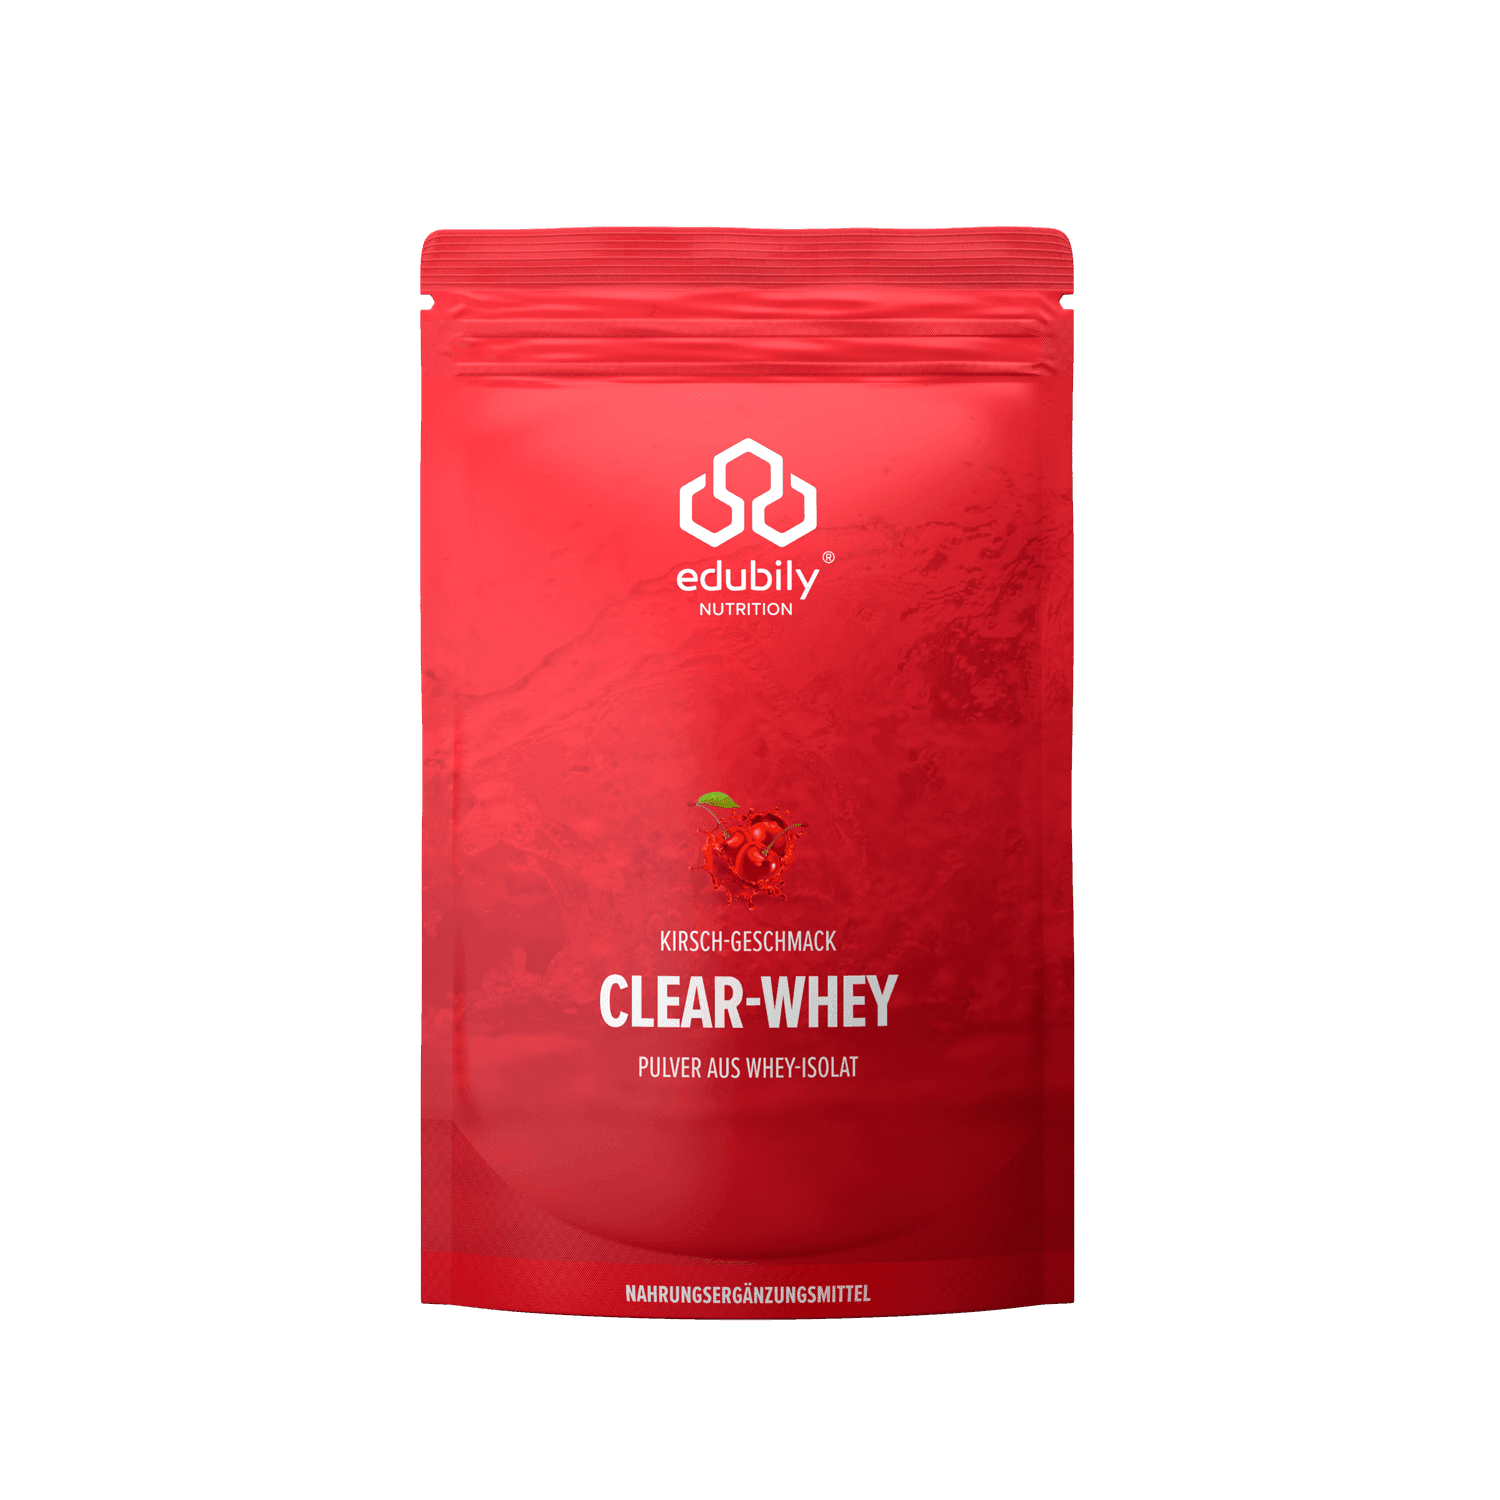 edubily®
NUTRITION
KIRSCH-GESCHMACK
CLEAR-WHEY
PULVER AUS WHEY-ISOLAT
NAHRUNGSERGÄNZUNGSMITTEL